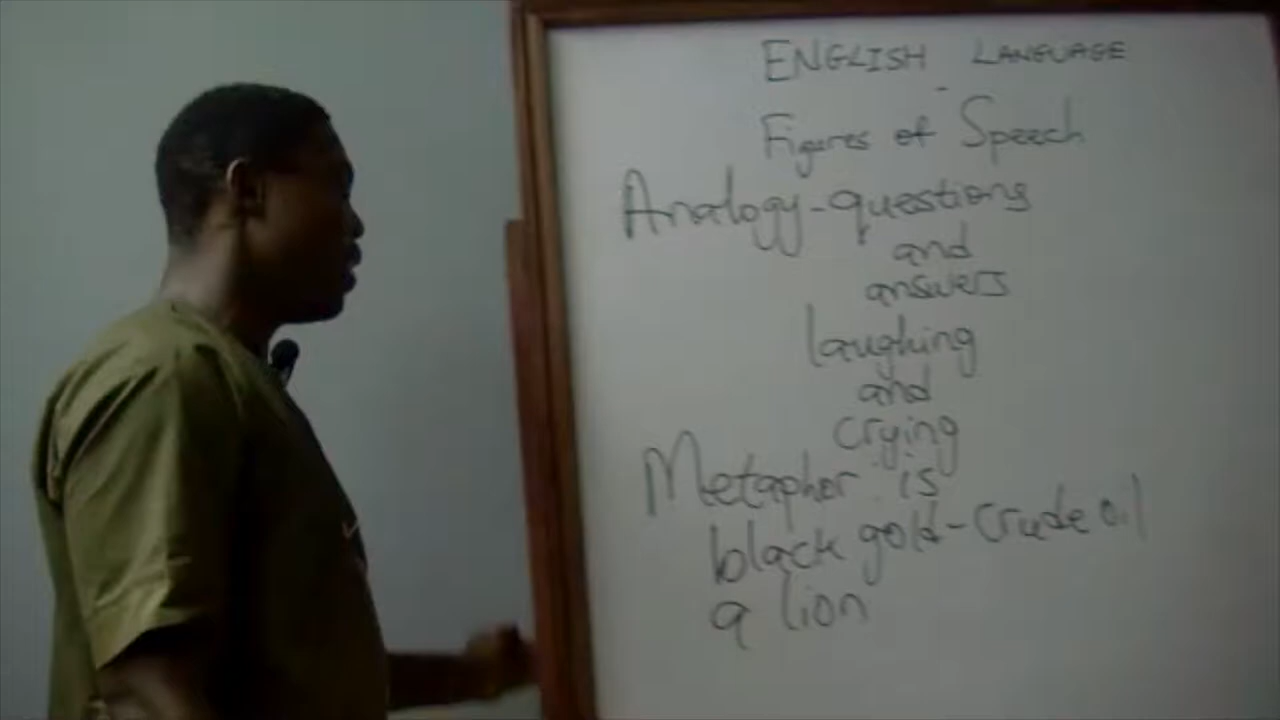 ENGLISH LANGUAGE
Figures of Speech
Analogy-questions
and
answers
laughing
and
crying
Metaphor is
black gold-crude oil
a lion